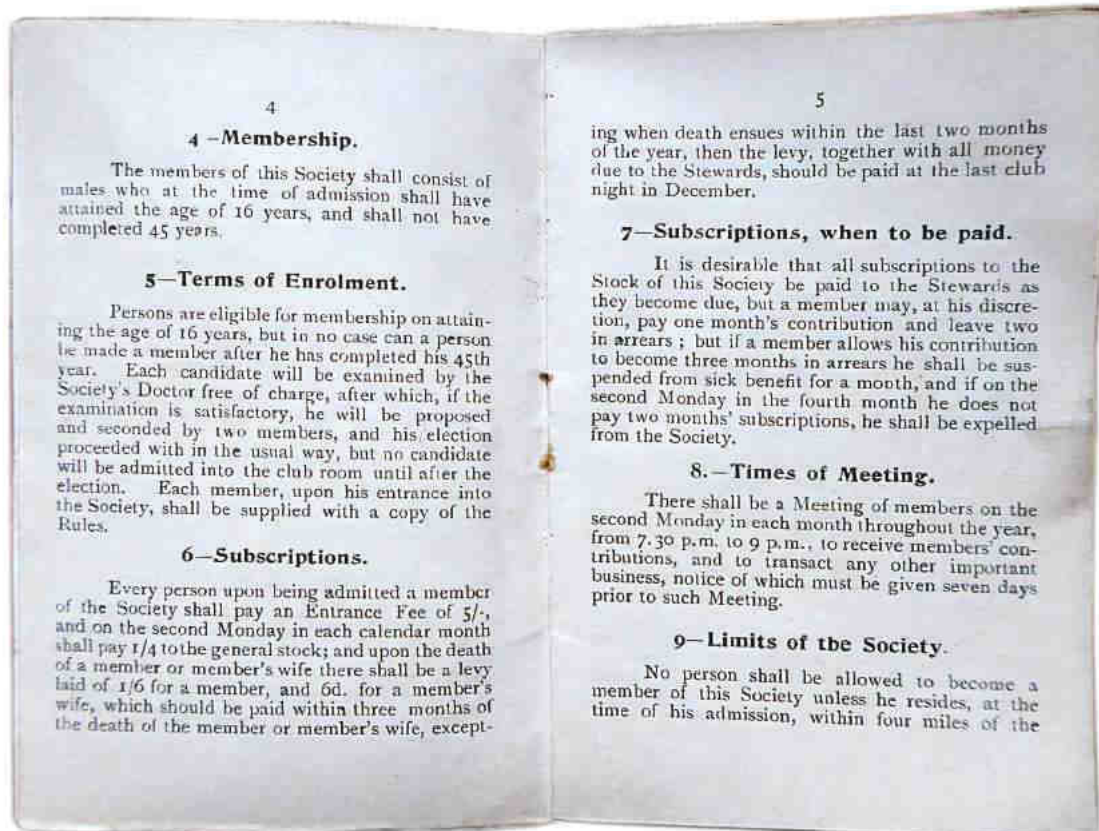 4
4 –Membership.
The members of this Society shall consist of
males who at the time of admission shall have
attained the age of 16 years, and shall not have
completed 45 years.
5—Terms of Enrolment.
Persons are eligible for membership on attain-
ing the age of 16 years, but in no case can a person
be made a member after he has completed his 45th
year. Each candidate will be examined by the
Society's Doctor free of charge, after which, if the
examination is satisfactory, he will be proposed
and seconded by two members, and his election
proceeded with in the usual way, but no candidate
will be admitted into the club room until after the
election. Each member, upon his entrance into
the Society, shall be supplied with a copy of the
Rules.
6—Subscriptions.
Every person upon being admitted a member
of the Society shall pay an Entrance Fee of 5/-,
and on the second Monday in each calendar month
shall pay 1/4 to the general stock; and upon the death
of a member or member's wife there shall be a levy
laid of 1/6 for a member, and 6d. for a member's
wife, which should be paid within three months of
the death of the member or member's wife, except-
5
ing when death ensues within the last two months
of the year, then the levy, together with all money
due to the Stewards, should be paid at the last club
night in December.
7—Subscriptions, when to be paid.
It is desirable that all subscriptions to the
Stock of this Society be paid to the Stewards as
they become due, but a member may, at his discre-
tion, pay one month's contribution and leave two
in arrears ; but if a member allows his contribution
to become three months in arrears he shall be sus-
pended from sick benefit for a month, and if on the
second Monday in the fourth month he does not
pay two months' subscriptions, he shall be expelled
from the Society.
8.—Times of Meeting.
There shall be a Meeting of members on the
second Monday in each month throughout the year,
from 7.30 p.m. to 9 p.m., to receive members' con-
tributions, and to transact any other important
business, notice of which must be given seven days
prior to such Meeting.
9—Limits of the Society.
No person shall be allowed to become a
member of this Society unless he resides, at the
time of his admission, within four miles of the